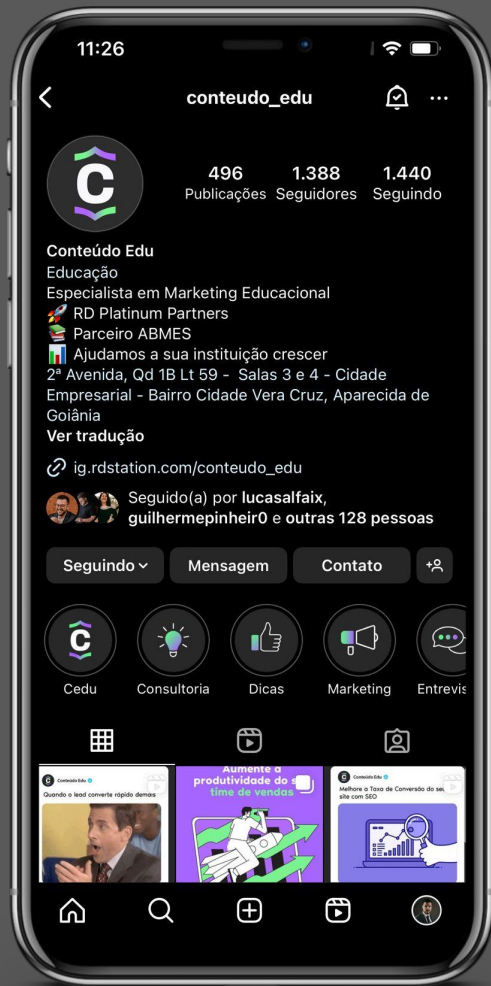 11:26
conteudo_edu
C
496 1.388 1.440
Publicações Seguidores Seguindo
Conteúdo Edu
Educação
Especialista em Marketing Educacional
🚀 RD Platinum Partners
📚 Parceiro ABMES
📊 Ajudamos a sua instituição crescer
2ª Avenida, Qd 1B Lt 59 - Salas 3 e 4 - Cidade
Empresarial - Bairro Cidade Vera Cruz, Aparecida de
Goiânia
Ver tradução
ig.rdstation.com/conteudo_edu
Seguido(a) por lucasalfaix,
guilhermepinheir0 e outras 128 pessoas
Seguindo Mensagem Contato
C
Cedu Consultoria Dicas Marketing Entrevis
Conteúdo Edu
Quando o lead converte rápido demais
Aumente a
produtividade do s
time de vendas
Conteúdo Edu
Melhore a Taxa de Conversão do seu
site com SEO